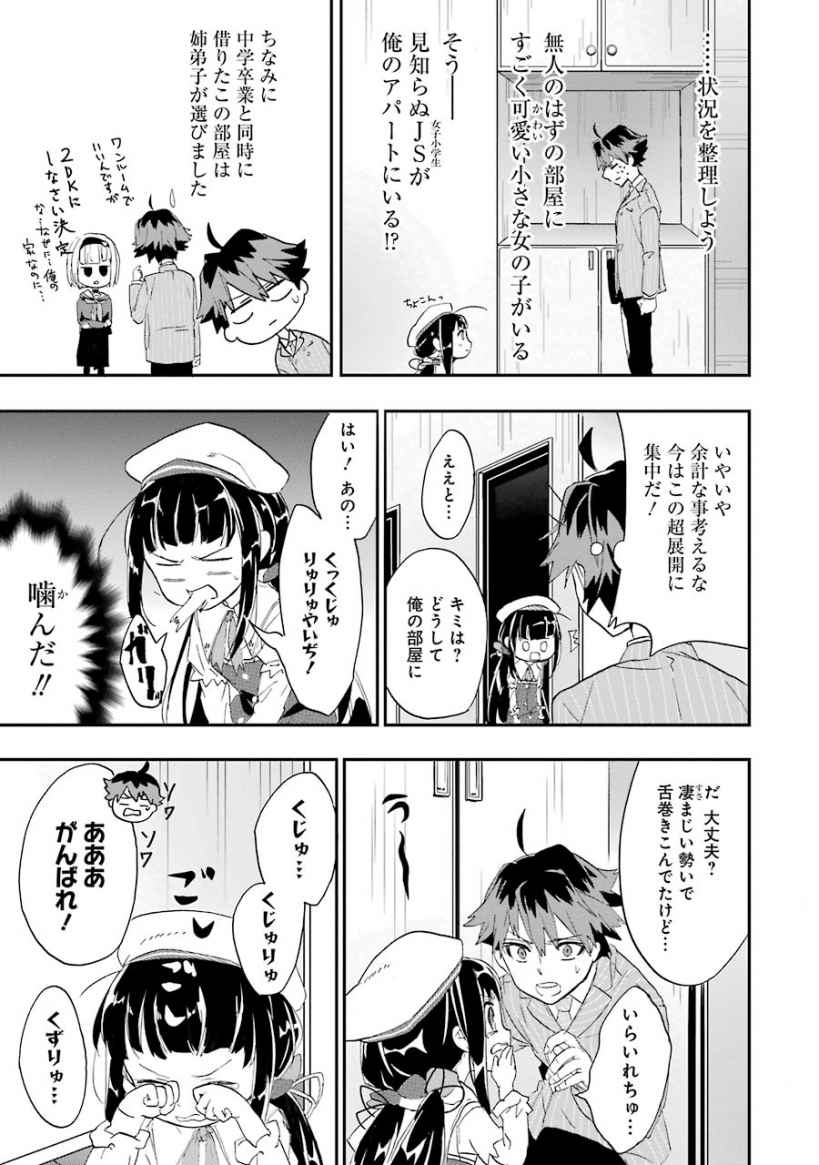 ……状況を整理しよう
無人のはずの部屋に
すごく可愛い小さな女の子がいる
かわい
そう――
見知らぬJSが
女子小学生
俺のアパートにいる!?
ちょこんっ
ちなみに
中学卒業と同時に
借りたこの部屋は
姉弟子が選びました
ワンルームで
いいんですが
2DKに
しなさい決定
な…なぜに…俺の
家なのに…
いやいや
余計な事考えるな
今はこの超展開に
集中だ!
ええと…
キミは?
どうして
俺の部屋に
はい!あの…
くっくじゅ
りゅりゅやいぢ!
ガリッ
噛んだ!!
か
だ 大丈夫?
凄まじい勢いで
すさ
舌巻きこんでたけど…
う〜〜
いらいれちゅ…
くじゅ…
くじゅりゅ
ソワ
ソワ
あああ
がんばれ!
ごし
くずりゅ…